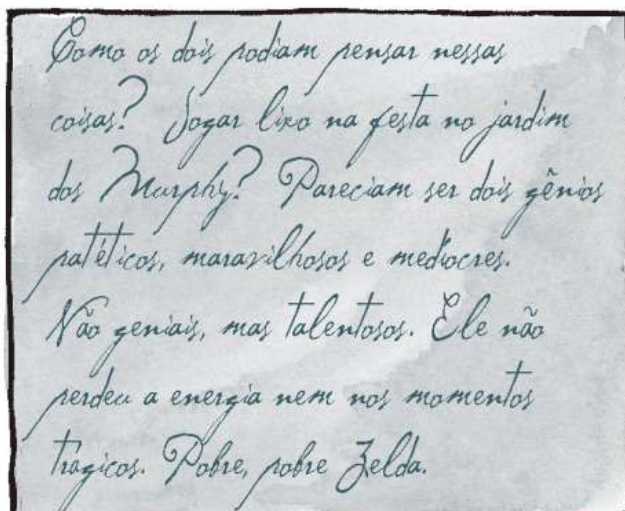 Como os dois podiam pensar nessas
coisas? Jogar lixo na festa no jardim
dos Murphy? Pareciam ser dois gênios
patéticos, maravilhosos e medíocres.
Não geniais, mas talentosos. Ele não
perdeu a energia nem nos momentos
trágicos. Pobre, pobre Zelda.